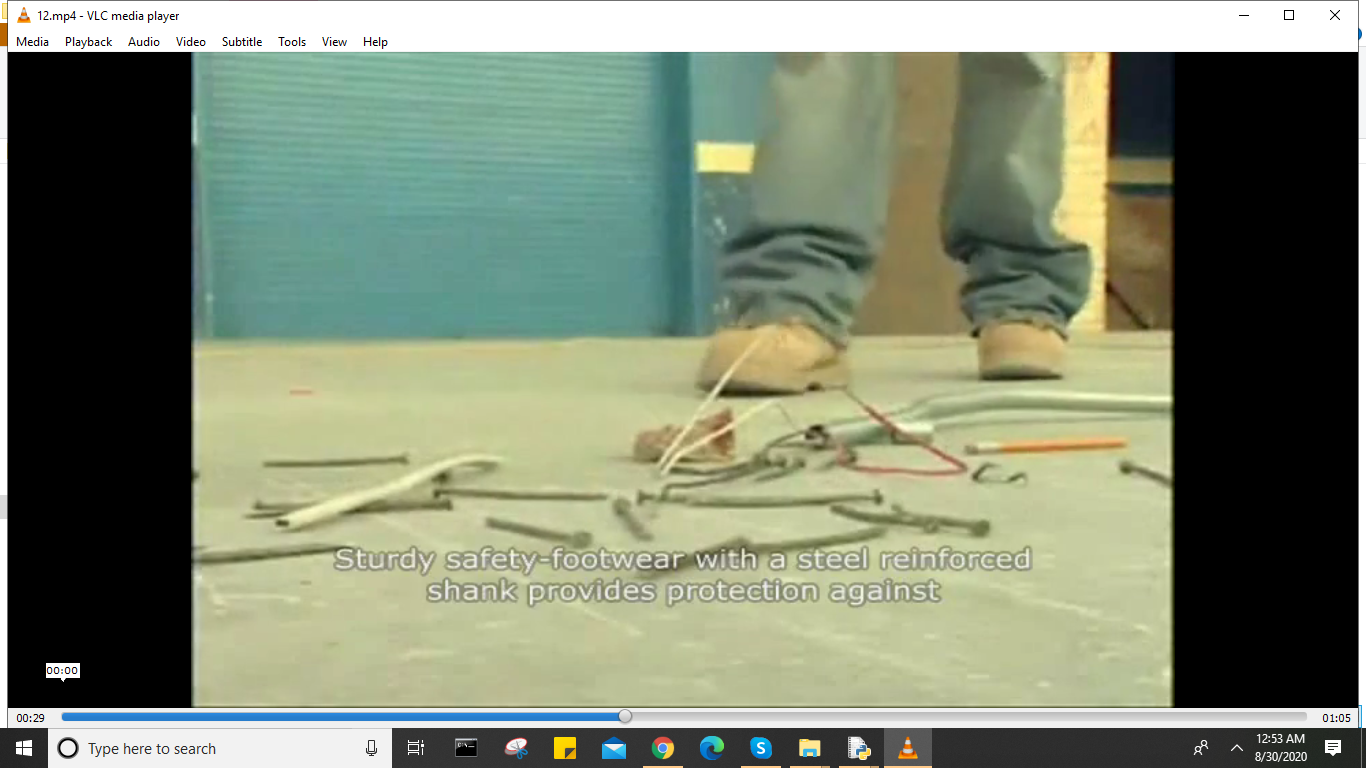 12.mp4 - VLC media player
Media Playback Audio Video Subtitle Tools View Help
Sturdy safety-footwear with a steel reinforced
shank provides protection against
00:00
00:29
01:05
Type here to search
12:53 AM
8/30/2020